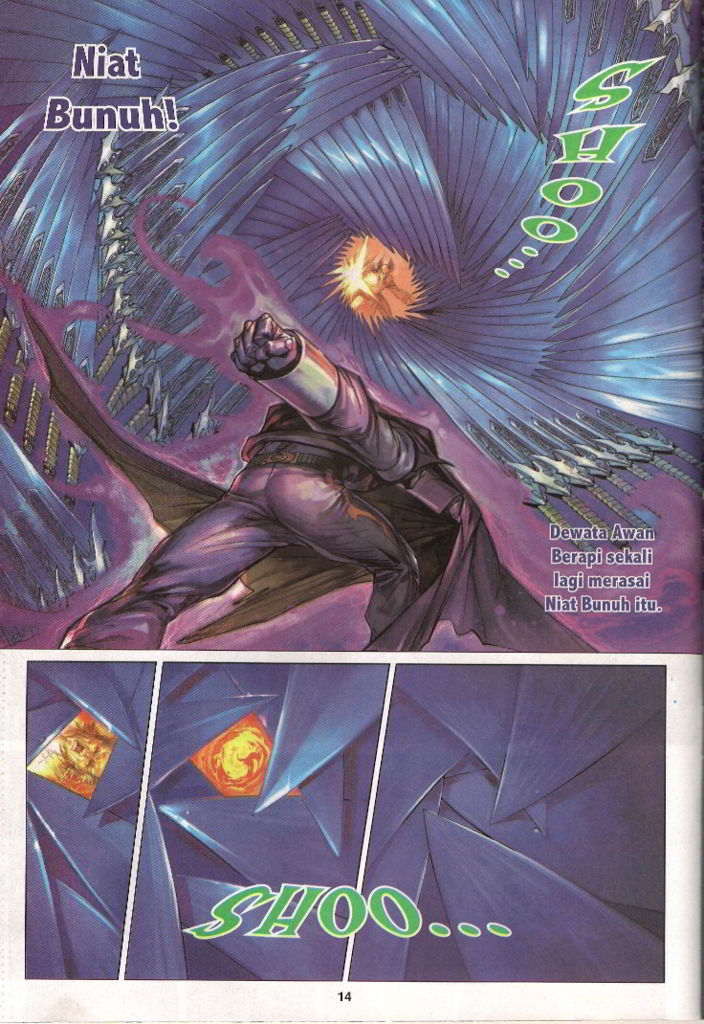 Niat
Bunuh!
SHOO...
Dewata Awan
Berapi sekali
lagi merasai
Niat Bunuh itu.
SHOO...
14